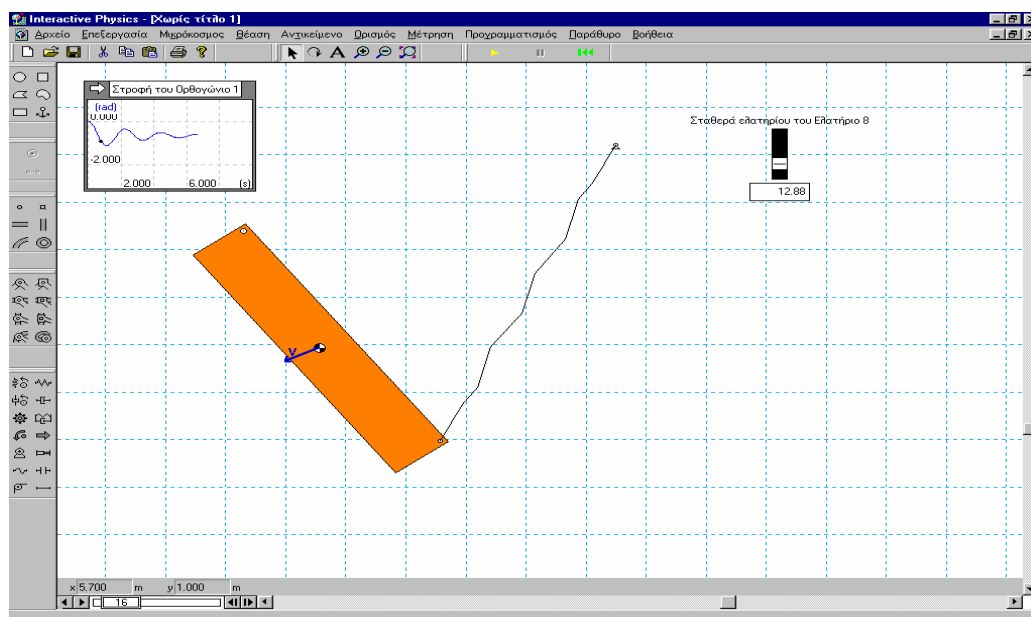 Interactive Physics - [Χωρίς τίτλο 1]
Αρχείο Επεξεργασία Μικρόκοσμος Θέαση Αντικείμενο Ορισμός Μέτρηση Προγραμματισμός Παράθυρο Βοήθεια
A
Στροφή του Ορθογώνιο 1
(rad)
0.000
-2.000
2.000 6.000 (s)
Σταθερά ελατηρίου του Ελατήριο 8
12.88
V
x 5.700 m y 1.000 m
16